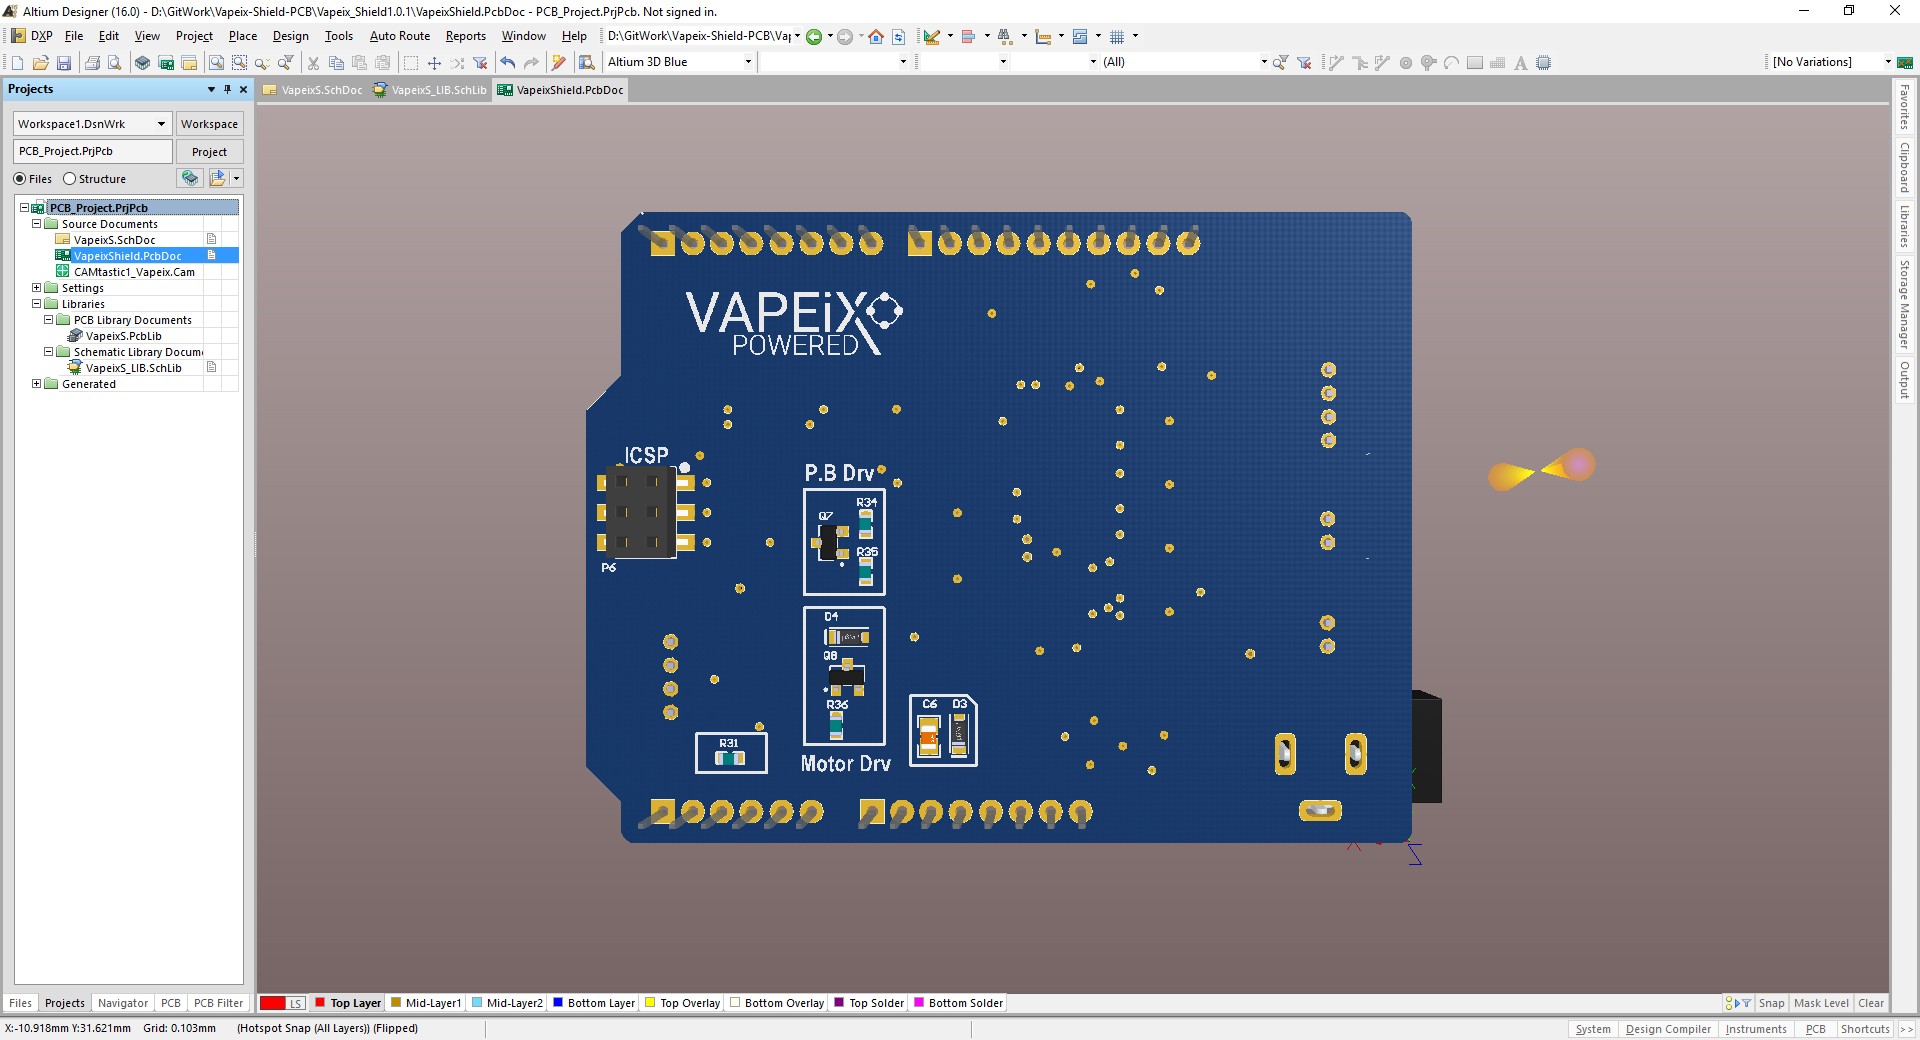 Altium Designer (16.0) - D:\GitWork\Vapeix-Shield-PCB\Vapeix_Shield1.0.1\VapeixShield.PcbDoc - PCB_Project.PrjPcb. Not signed in.
DXP File Edit View Project Place Design Tools Auto Route Reports Window Help D:\GitWork\Vapeix-Shield-PCB\Va
Altium 3D Blue (All) [No Variations]
Projects
VapeixS.SchDoc VapeixS_LIB.SchLib VapeixShield.PcbDoc
Workspace1.DsnWrk Workspace
PCB_Project.PrjPcb Project
Files Structure
PCB_Project.PrjPcb
Source Documents
VapeixS.SchDoc
VapeixShield.PcbDoc
CAMtastic1_Vapeix.Cam
Settings
Libraries
PCB Library Documents
VapeixS.PcbLib
Schematic Library Docum
VapeixS_LIB.SchLib
Generated
VAPEiX
POWERED
ICSP
P6
P.B Drv
R34
Q7
R35
D4
Q8
R36
Motor Drv
C6 D3
R31
Favorites
Clipboard
Libraries
Storage Manager
Output
Files Projects Navigator PCB PCB Filter
LS Top Layer Mid-Layer1 Mid-Layer2 Bottom Layer Top Overlay Bottom Overlay Top Solder Bottom Solder
Snap Mask Level Clear
X:-10.918mm Y:31.621mm Grid: 0.103mm (Hotspot Snap (All Layers)) (Flipped)
System Design Compiler Instruments PCB Shortcuts >>